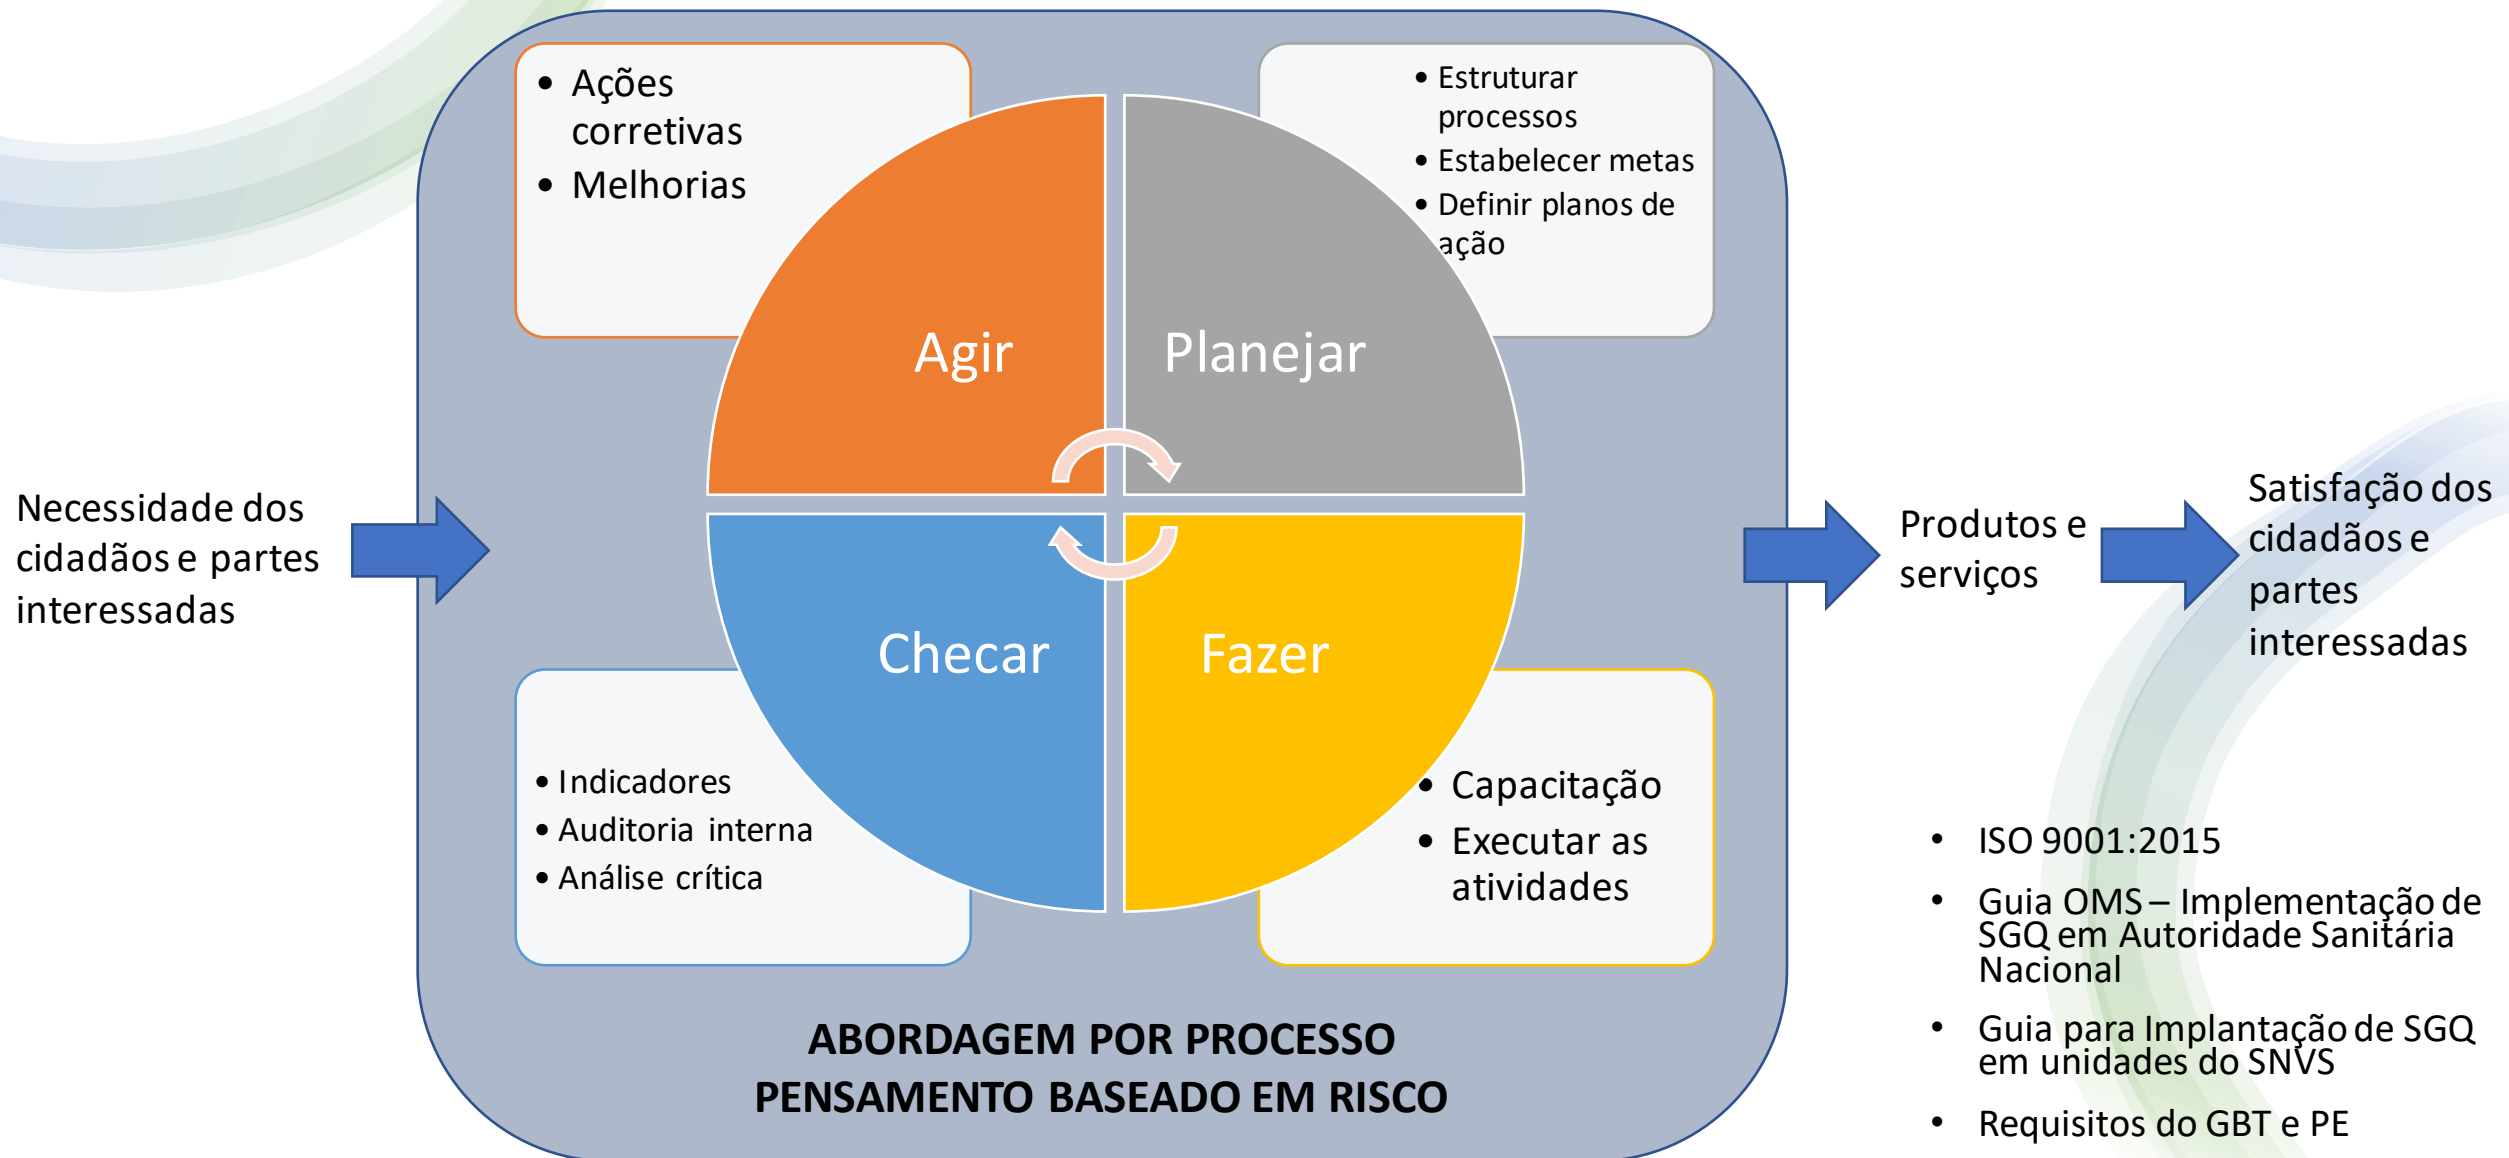 • Ações
corretivas
• Melhorias
• Estruturar
processos
• Estabelecer metas
• Definir planos de
ação
Agir
Planejar
Necessidade dos
cidadãos e partes
interessadas
Produtos e
serviços
Satisfação dos
cidadãos e
partes
interessadas
Checar
Fazer
• Indicadores
• Auditoria interna
• Análise crítica
• Capacitação
• Executar as
atividades
ABORDAGEM POR PROCESSO
PENSAMENTO BASEADO EM RISCO
• ISO 9001:2015
• Guia OMS – Implementação de
SGQ em Autoridade Sanitária
Nacional
• Guia para Implantação de SGQ
em unidades do SNVS
• Requisitos do GBT e PE